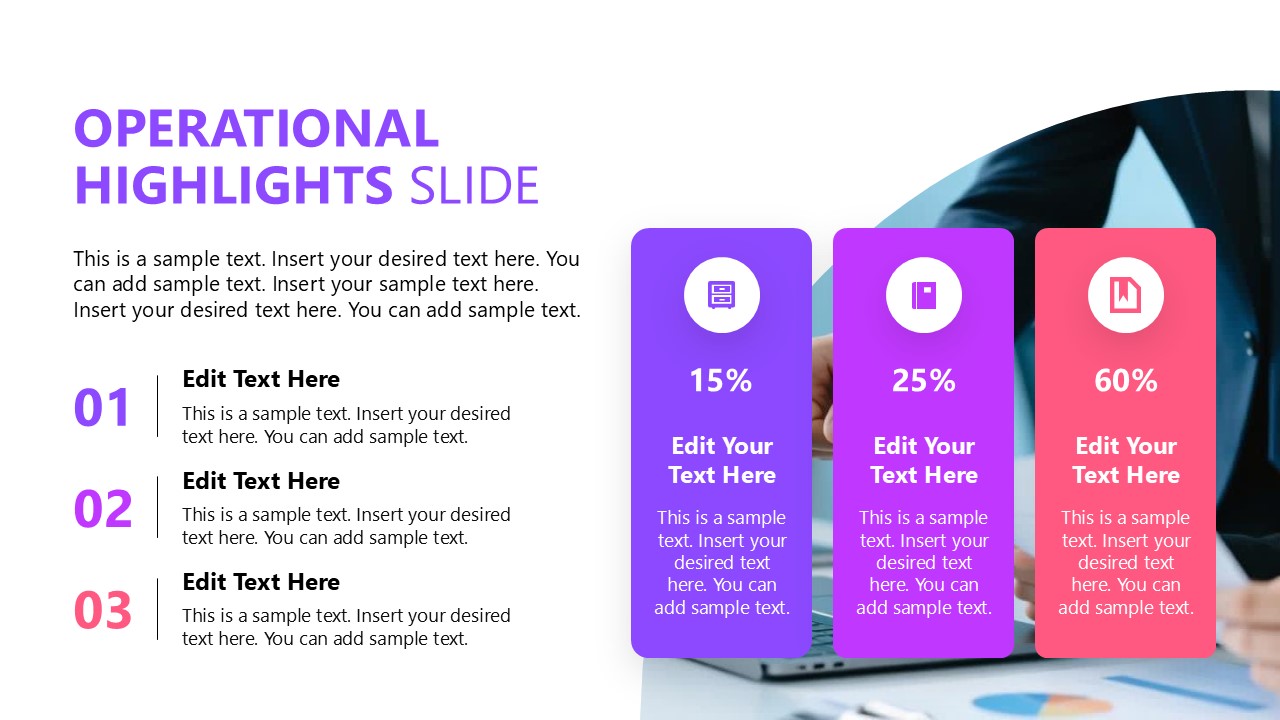 OPERATIONAL
HIGHLIGHTS SLIDE
This is a sample text. Insert your desired text here. You
can add sample text. Insert your sample text here.
Insert your desired text here. You can add sample text.
01
Edit Text Here
This is a sample text. Insert your desired
text here. You can add sample text.
02
Edit Text Here
This is a sample text. Insert your desired
text here. You can add sample text.
03
Edit Text Here
This is a sample text. Insert your desired
text here. You can add sample text.
15%
Edit Your
Text Here
This is a sample
text. Insert your
desired text
here. You can
add sample text.
25%
Edit Your
Text Here
This is a sample
text. Insert your
desired text
here. You can
add sample text.
60%
Edit Your
Text Here
This is a sample
text. Insert your
desired text
here. You can
add sample text.